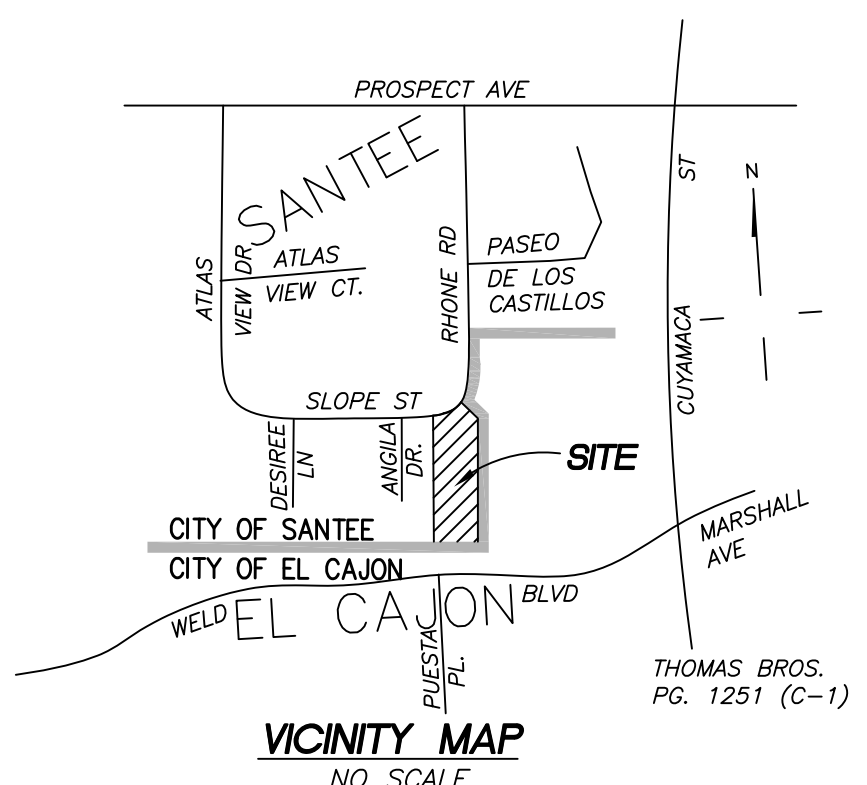 PROSPECT AVE
SANTEE
ST
N
ATLAS
VIEW DR
ATLAS
VIEW CT.
RHONE RD
PASEO
DE LOS
CASTILLOS
CUYAMACA
SLOPE ST
DESIREE
LN
ANGILA
DR.
SITE
CITY OF SANTEE
CITY OF EL CAJON
MARSHALL
AVE
WELD
EL CAJON
BLVD
PUESTA
PL.
THOMAS BROS.
PG. 1251 (C-1)
VICINITY MAP
NO SCALE